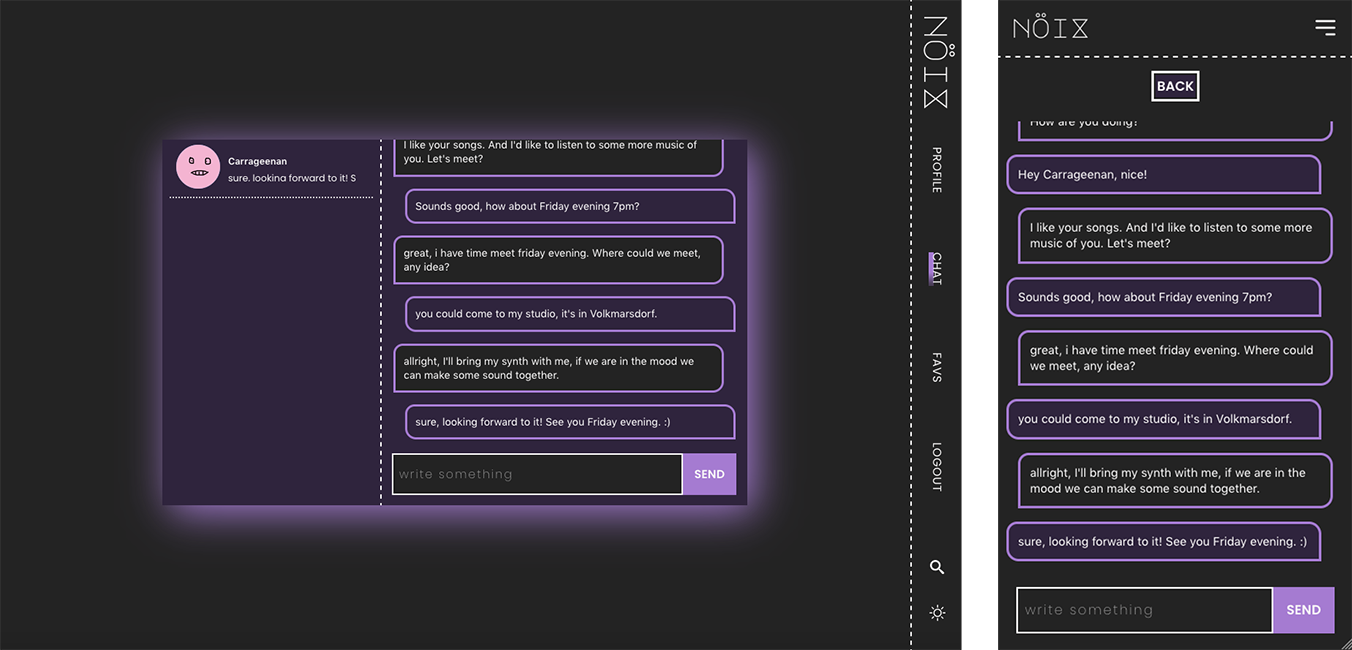 Carrageenan
sure, looking forward to it! S
I like your songs. And I'd like to listen to some more music of
you. Let's meet?
Sounds good, how about Friday evening 7pm?
great, i have time meet friday evening. Where could we meet,
any idea?
you could come to my studio, it's in Volkmarsdorf.
allright, I'll bring my synth with me, if we are in the mood we
can make some sound together.
sure, looking forward to it! See you Friday evening. :)
write something
SEND
NÖIX
PROFILE
CHAT
FAVS
LOGOUT
NÖIX
BACK
How are you doing?
Hey Carrageenan, nice!
I like your songs. And I'd like to listen to some more
music of you. Let's meet?
Sounds good, how about Friday evening 7pm?
great, i have time meet friday evening. Where could
we meet, any idea?
you could come to my studio, it's in Volkmarsdorf.
allright, I'll bring my synth with me, if we are in the
mood we can make some sound together.
sure, looking forward to it! See you Friday evening. :)
write something
SEND